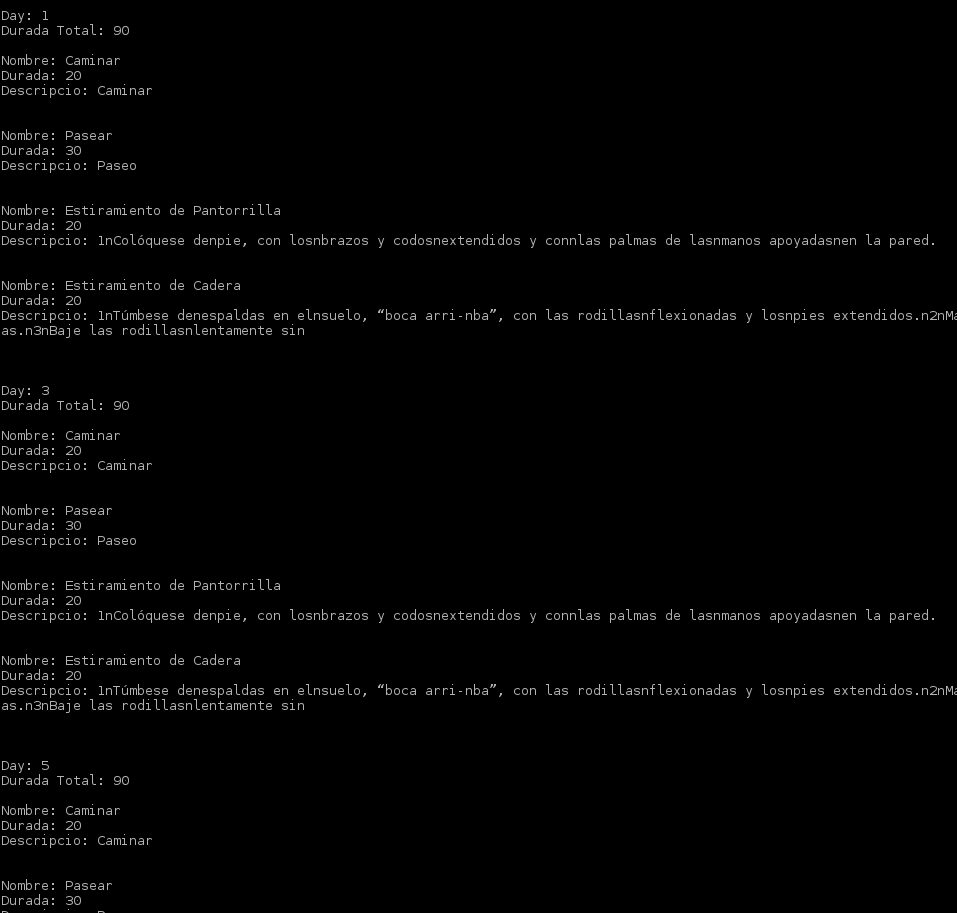 Day: 1
Durada Total: 90
Nombre: Caminar
Durada: 20
Descripcio: Caminar
Nombre: Pasear
Durada: 30
Descripcio: Paseo
Nombre: Estiramiento de Pantorrilla
Durada: 20
Descripcio: 1nColóquese denpie, con losnbrazos y codosnextendidos y connlas palmas de lasnmanos apoyadasnen la pared.
Nombre: Estiramiento de Cadera
Durada: 20
Descripcio: 1nTúmbese denespaldas en elnsuelo, “boca arri-nba”, con las rodillasnflexionadas y losnpies extendidos.n2nMa
as.n3nBaje las rodillasnlentamente sin
Day: 3
Durada Total: 90
Nombre: Caminar
Durada: 20
Descripcio: Caminar
Nombre: Pasear
Durada: 30
Descripcio: Paseo
Nombre: Estiramiento de Pantorrilla
Durada: 20
Descripcio: 1nColóquese denpie, con losnbrazos y codosnextendidos y connlas palmas de lasnmanos apoyadasnen la pared.
Nombre: Estiramiento de Cadera
Durada: 20
Descripcio: 1nTúmbese denespaldas en elnsuelo, “boca arri-nba”, con las rodillasnflexionadas y losnpies extendidos.n2nMa
as.n3nBaje las rodillasnlentamente sin
Day: 5
Durada Total: 90
Nombre: Caminar
Durada: 20
Descripcio: Caminar
Nombre: Pasear
Durada: 30